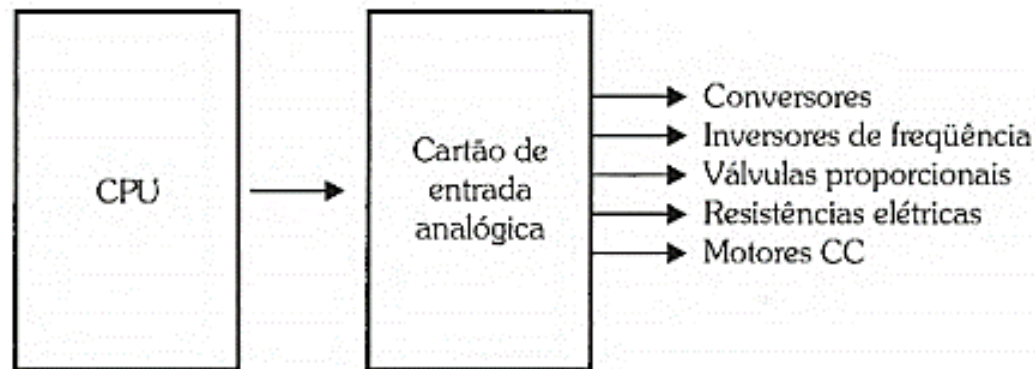 CPU
Cartão de
entrada
analógica
Conversores
Inversores de freqüência
Válvulas proporcionais
Resistências elétricas
Motores CC